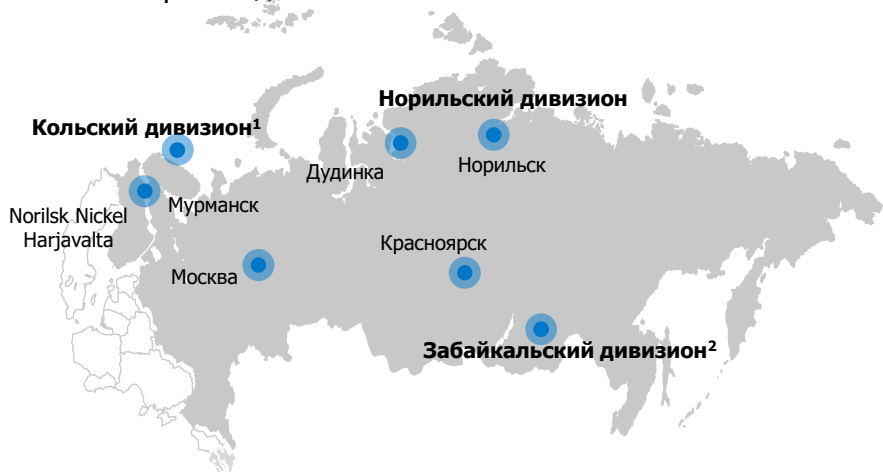 Норильский дивизион
Кольский дивизион¹
Дудинка
Норильск
Мурманск
Norilsk Nickel
Harjavalta
Красноярск
Москва
Забайкальский дивизион²